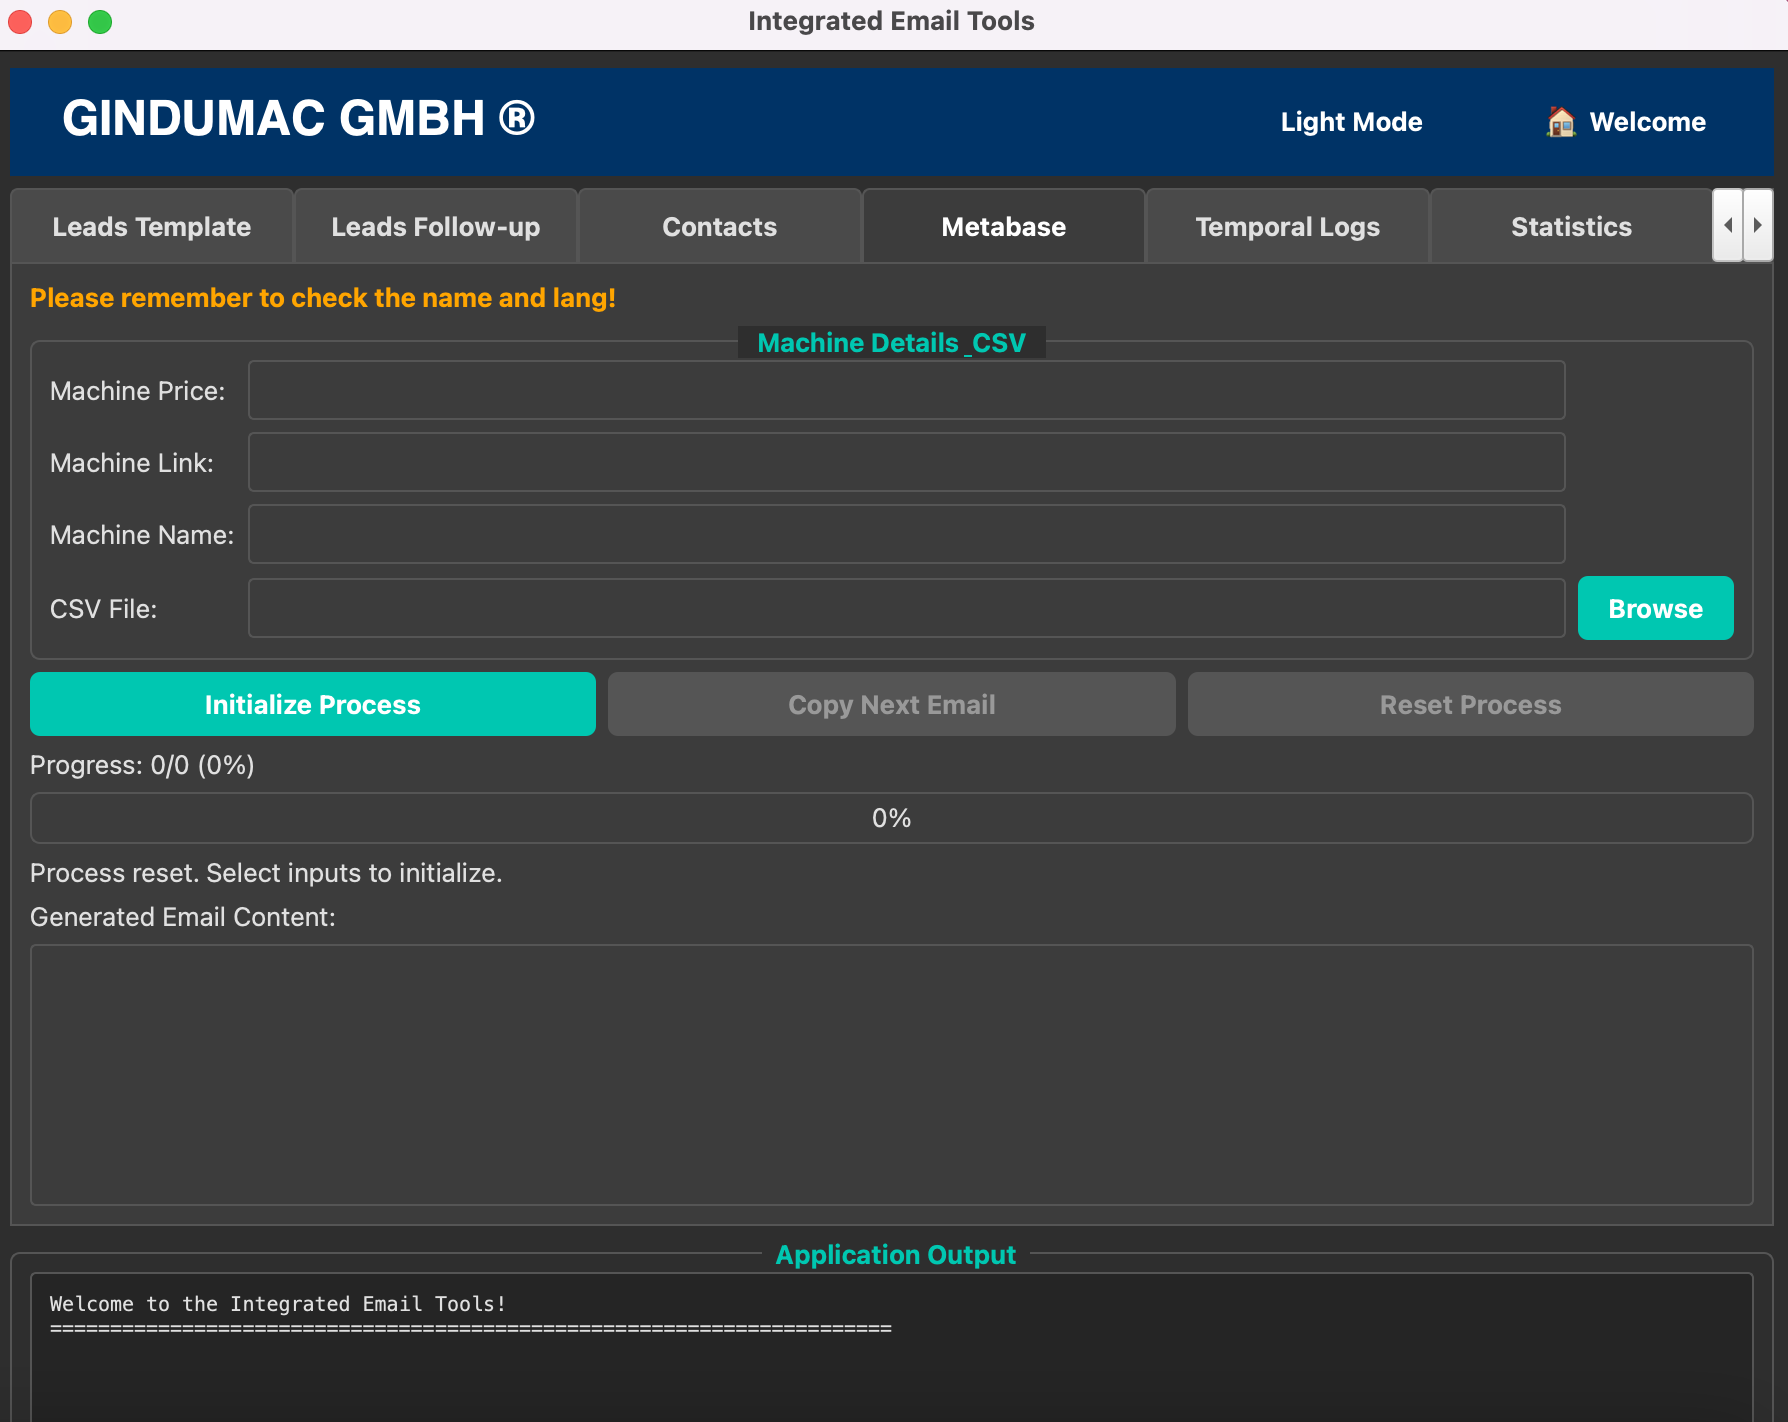 Integrated Email Tools
GINDUMAC GMBH ®
Light Mode
🏠 Welcome
Leads Template
Leads Follow-up
Contacts
Metabase
Temporal Logs
Statistics
Please remember to check the name and lang!
Machine Details _CSV
Machine Price:
Machine Link:
Machine Name:
CSV File:
Browse
Initialize Process
Copy Next Email
Reset Process
Progress: 0/0 (0%)
0%
Process reset. Select inputs to initialize.
Generated Email Content:
Application Output
Welcome to the Integrated Email Tools!
======================================================================